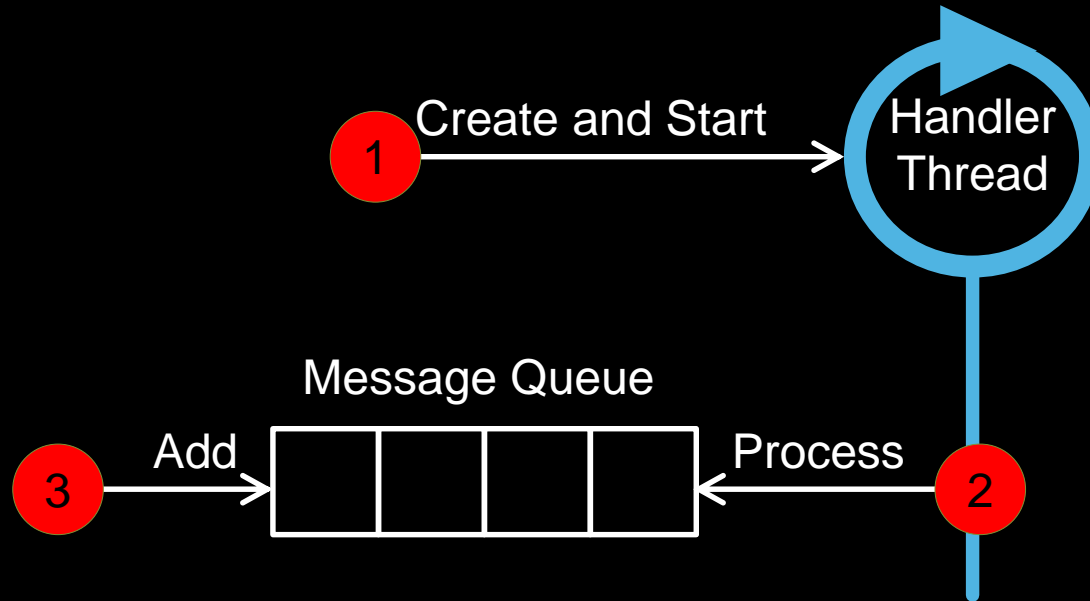 1
Create and Start
Handler
Thread
Message Queue
3
Add
Process
2